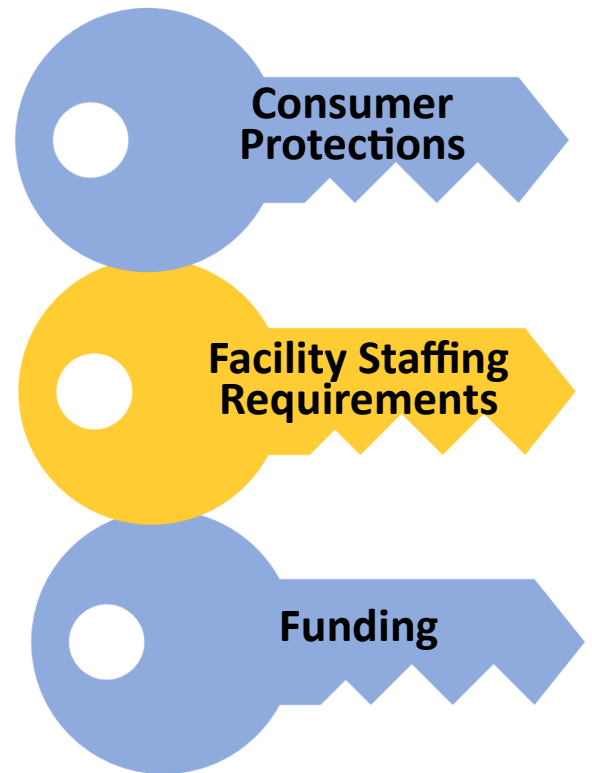 Consumer
Protections
Facility Staffing
Requirements
Funding